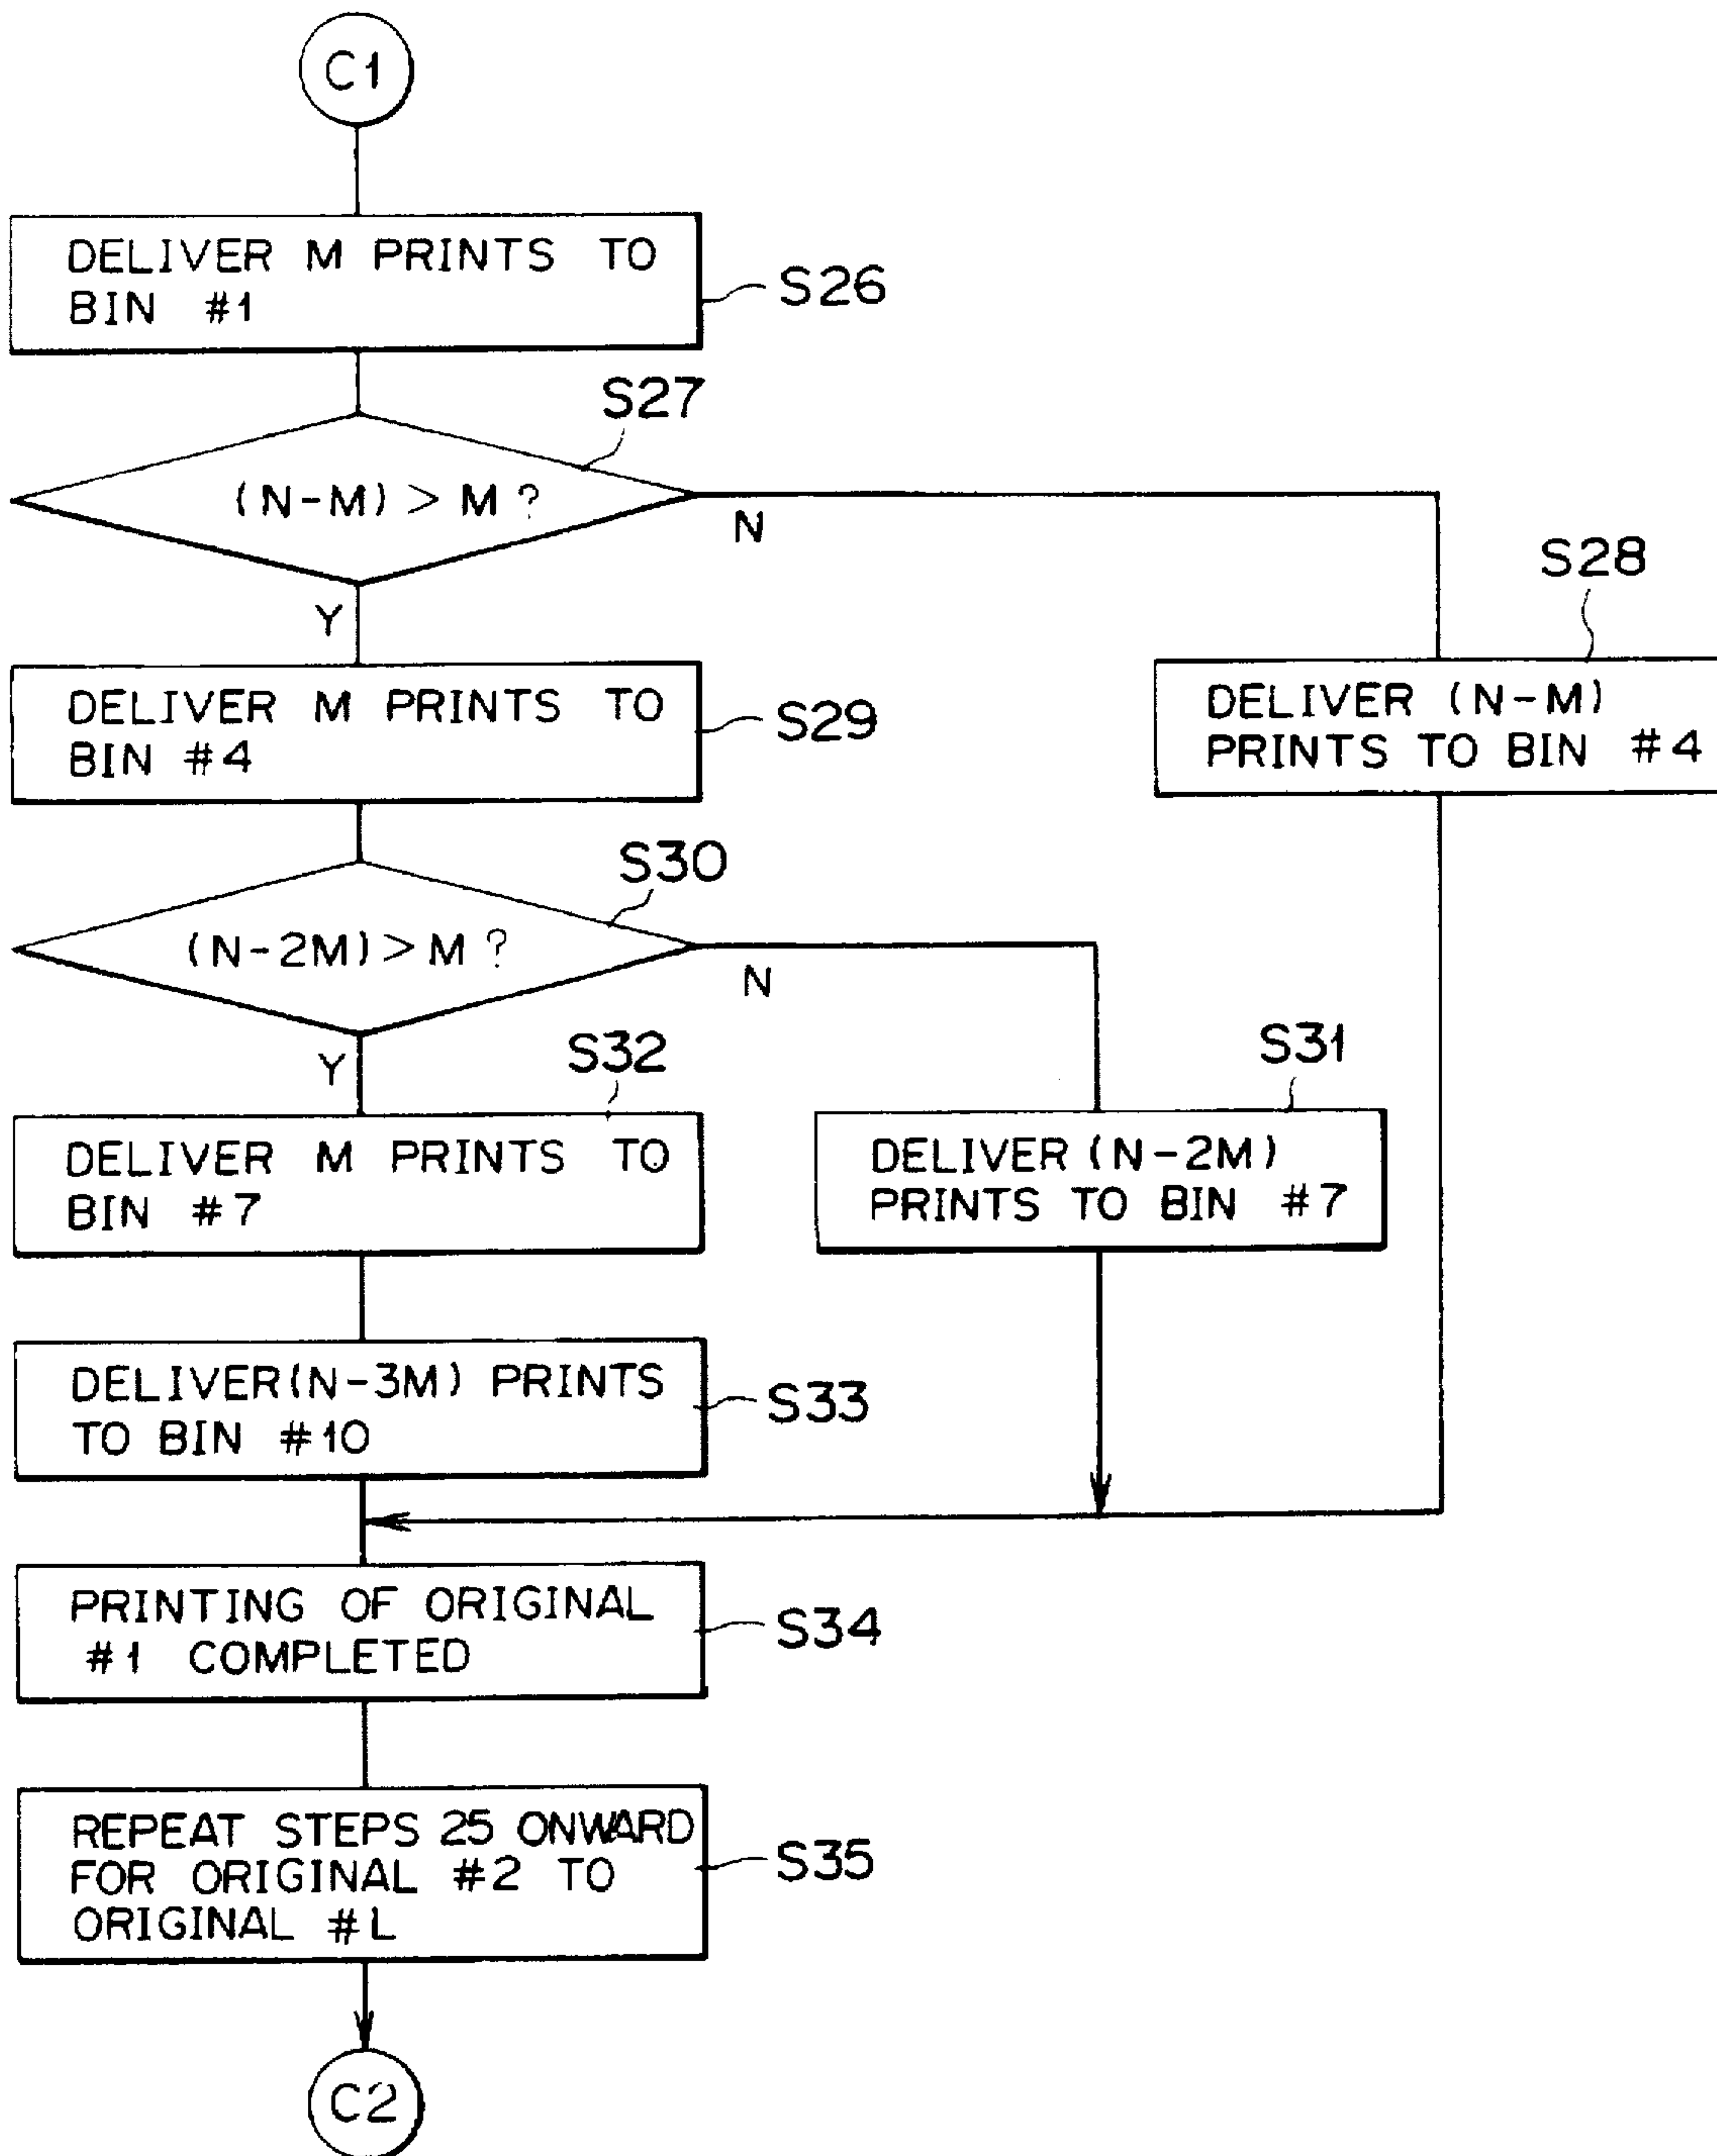 C1
DELIVER M PRINTS TO
BIN #1
S26
S27
(N-M) > M ?
N
Y
S28
DELIVER (N-M)
PRINTS TO BIN #4
DELIVER M PRINTS TO
BIN #4
S29
S30
(N-2M) > M ?
N
Y
S32
S31
DELIVER M PRINTS TO
BIN #7
DELIVER (N-2M)
PRINTS TO BIN #7
DELIVER (N-3M) PRINTS
TO BIN #10
S33
PRINTING OF ORIGINAL
#1 COMPLETED
S34
REPEAT STEPS 25 ONWARD
FOR ORIGINAL #2 TO
ORIGINAL #L
S35
C2